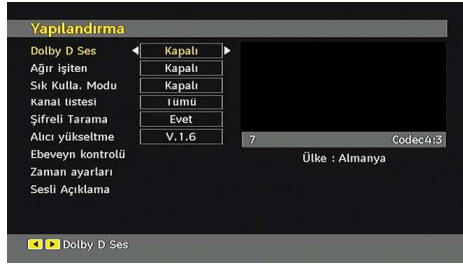 Yapılandırma
Dolby D Ses Kapalı
Ağır işiten Kapalı
Sık Kulla. Modu Kapalı
Kanal listesi Tümü
Şifreli Tarama Evet
Alıcı yükseltme V.1.6
Ebeveyn kontrolü
Zaman ayarları
Sesli Açıklama
7 Codec4:3
Ülke : Almanya
Dolby D Ses